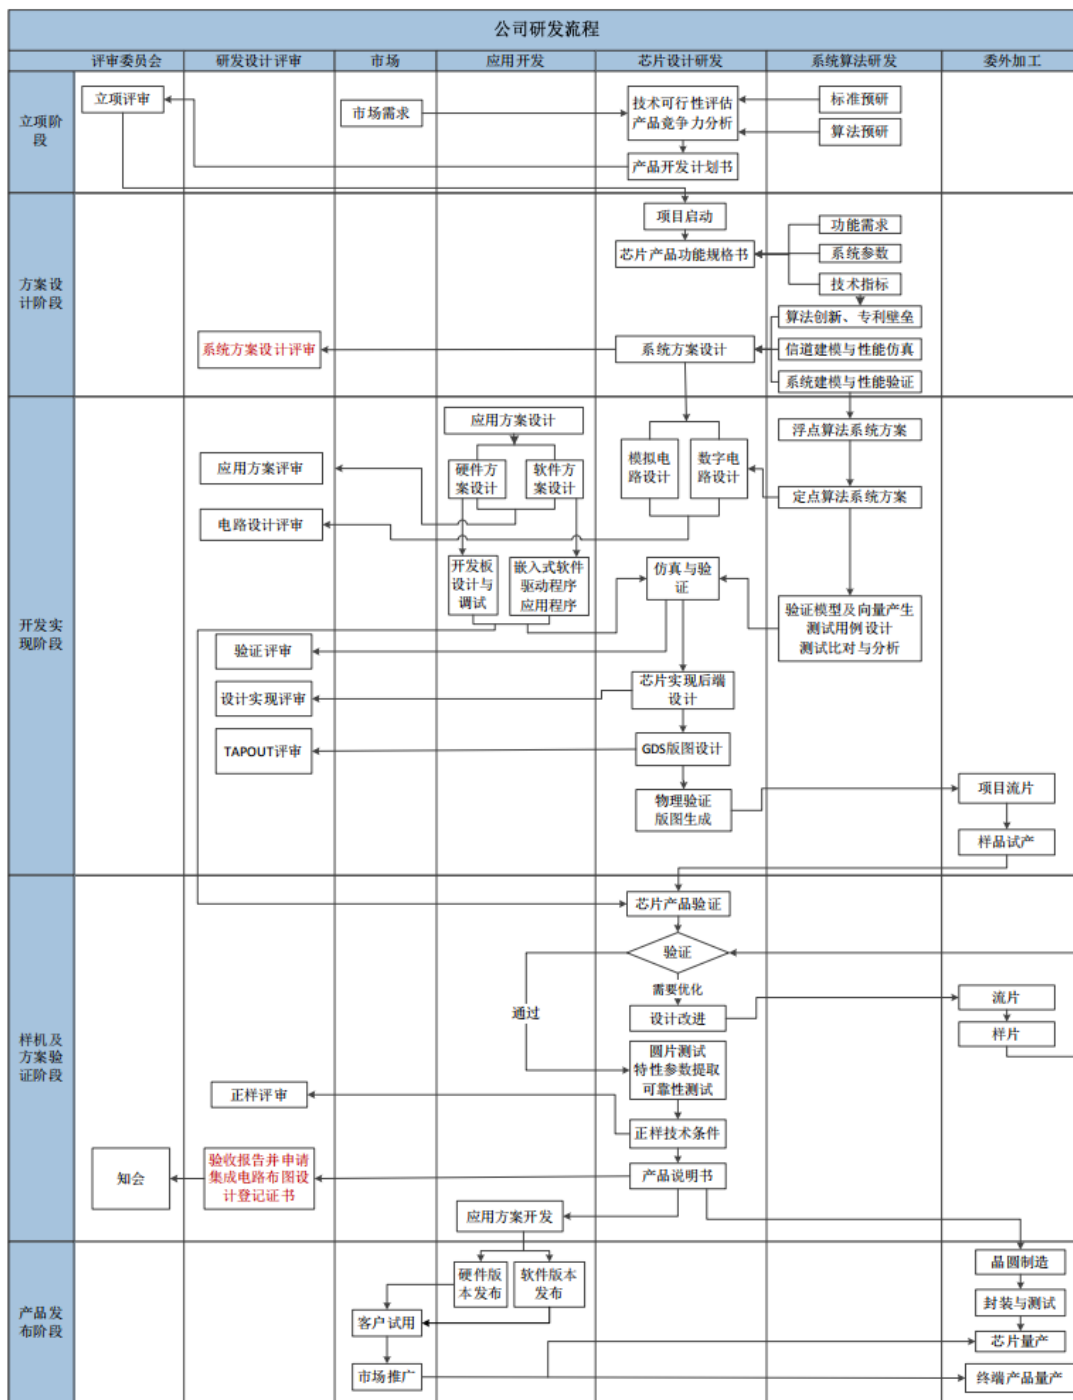 公司研发流程
评审委员会
研发设计评审
市场
应用开发
芯片设计研发
系统算法研发
委外加工
立项阶
段
立项评审
市场需求
技术可行性评估
产品竞争力分析
标准预研
算法预研
产品开发计划书
方案设
计阶段
项目启动
芯片产品功能规格书
功能需求
系统参数
技术指标
算法创新、专利壁垒
系统方案设计评审
系统方案设计
信道建模与性能仿真
系统建模与性能验证
开发实
现阶段
应用方案设计
浮点算法系统方案
应用方案评审
硬件方
案设计
软件方
案设计
模拟电
路设计
数字电
路设计
定点算法系统方案
电路设计评审
开发板
设计与
调试
嵌入式软件
驱动程序
应用程序
仿真与验
证
验证模型及向量产生
测试用例设计
测试比对与分析
验证评审
设计实现评审
芯片实现后端
设计
TAPOUT评审
GDS版图设计
物理验证
版图生成
项目流片
样品试产
样机及
方案验
证阶段
芯片产品验证
验证
需要优化
通过
设计改进
流片
样片
圆片测试
特性参数提取
可靠性测试
正样评审
正样技术条件
知会
验收报告并申请
集成电路布图设
计登记证书
产品说明书
应用方案开发
产品发
布阶段
硬件版
本发布
软件版本
发布
晶圆制造
封装与测试
客户试用
芯片量产
市场推广
终端产品量产